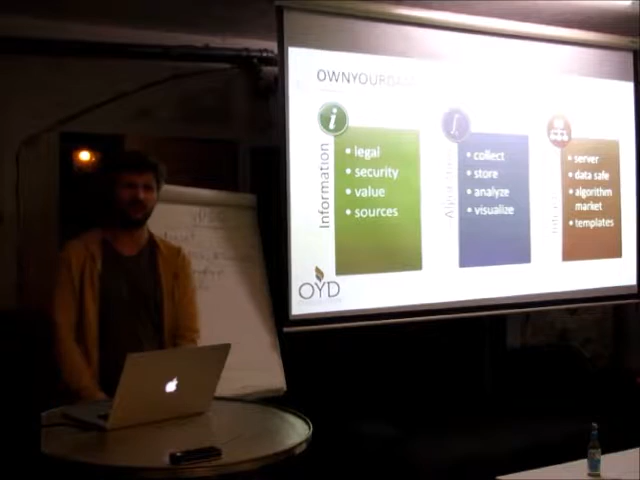 OWNYOURDATA
i
Information
• legal
• security
• value
• sources
• collect
• store
• analyze
• visualize
• server
• data safe
• algorithm
market
• templates
OYD